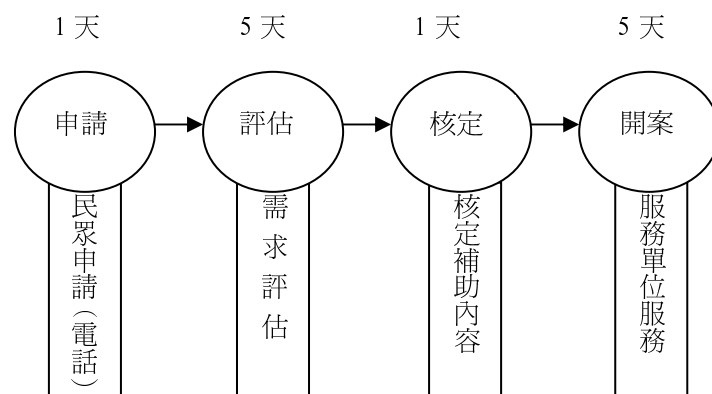 1 天
5 天
1 天
5 天
申請
評估
核定
開案
民眾申請（電話）
需求評估
核定補助內容
服務單位服務